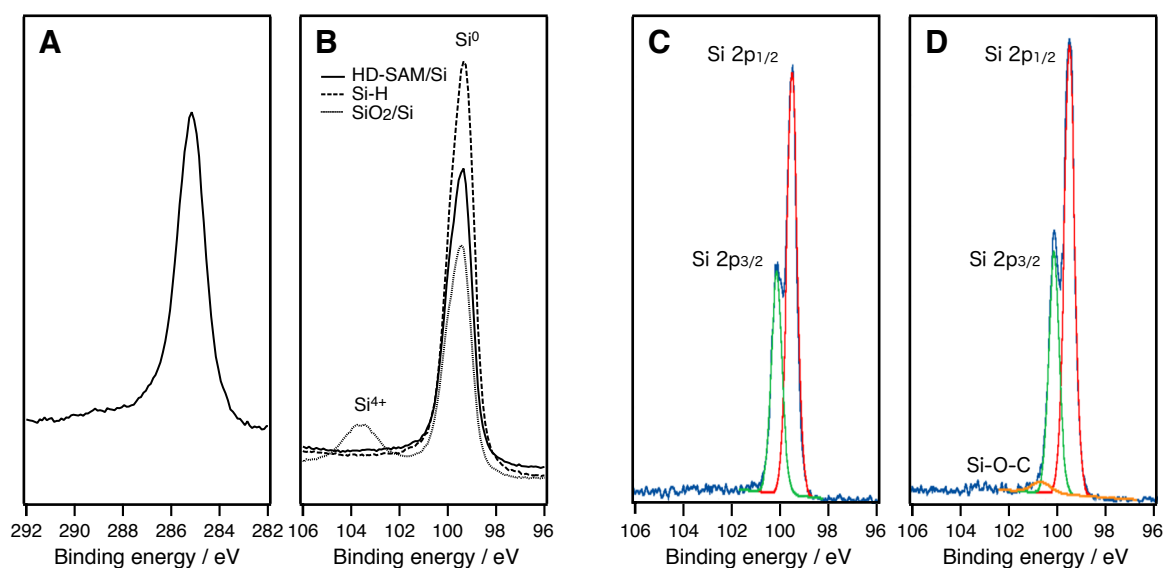 A
292 290 288 286 284 282
Binding energy / eV
B
Si⁰
HD-SAM/Si
Si-H
SiO₂/Si
Si⁴⁺
106 104 102 100 98 96
Binding energy / eV
C
Si 2p₁/₂
Si 2p₃/₂
106 104 102 100 98 96
Binding energy / eV
D
Si 2p₁/₂
Si 2p₃/₂
Si-O-C
106 104 102 100 98 96
Binding energy / eV